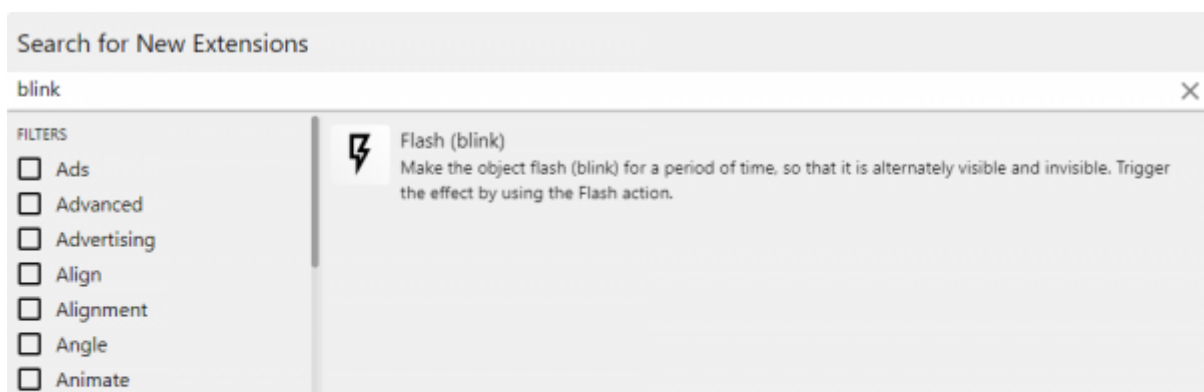 Search for New Extensions
blink
FILTERS
Ads
Advanced
Advertising
Align
Alignment
Angle
Animate
Flash (blink)
Make the object flash (blink) for a period of time, so that it is alternately visible and invisible. Trigger
the effect by using the Flash action.